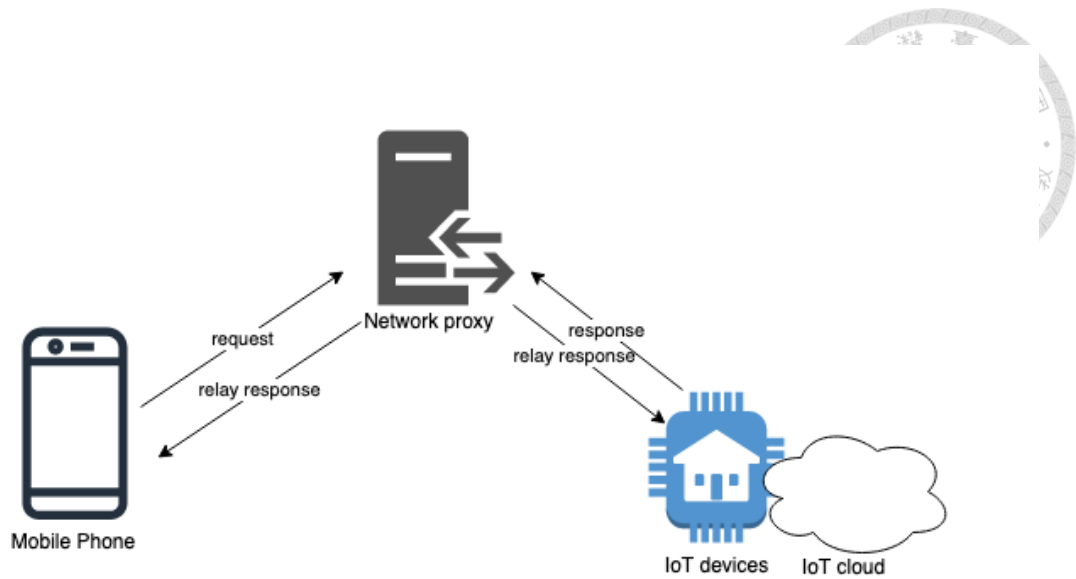 Network proxy
request
response
relay response
relay response
Mobile Phone
IoT devices
IoT cloud